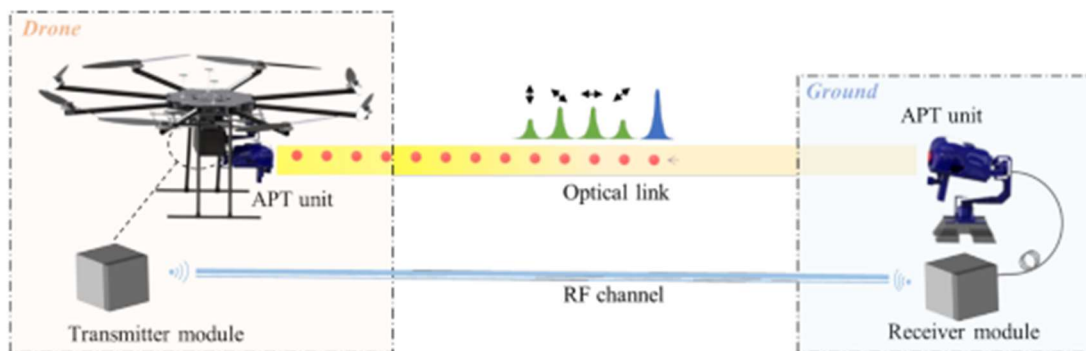 Drone
Ground
APT unit
APT unit
Optical link
RF channel
Transmitter module
Receiver module